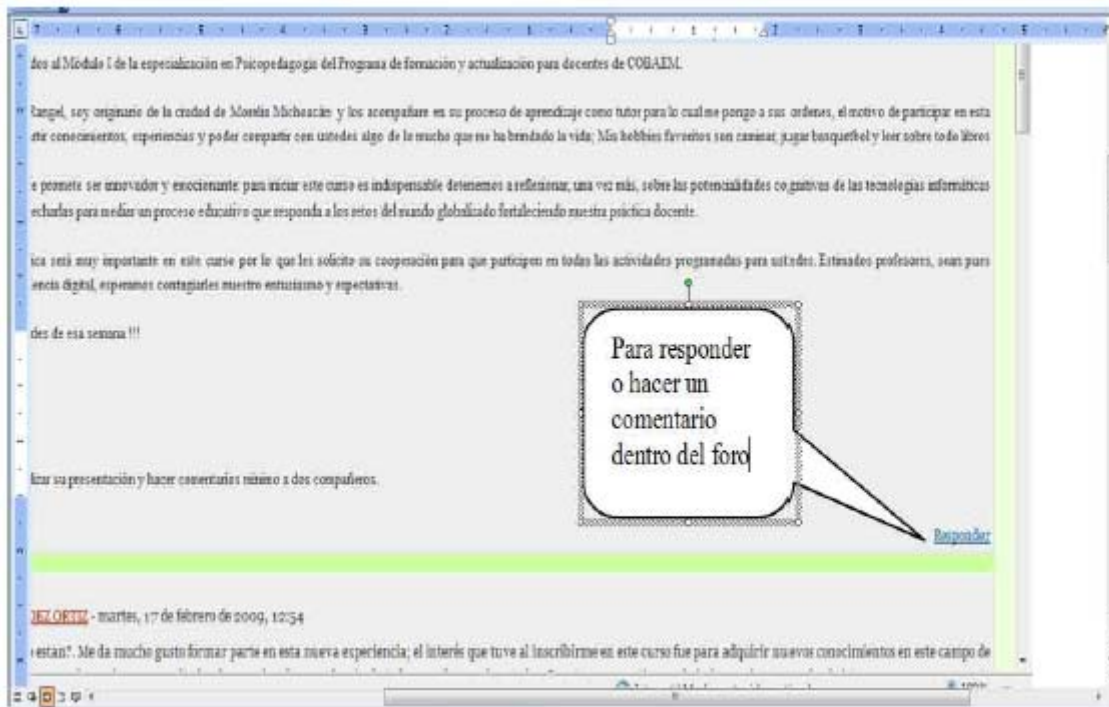 dos al Módulo I de la especialización en Psicopedagogía del Programa de formación y actualización para docentes de COBAEM.
Rangel, soy originario de la ciudad de Morelia Michoacán y los acompañare en su proceso de aprendizaje como tutor para lo cual me pongo a sus ordenes, el motivo de participar en esta
rtir conocimientos, experiencias y poder compartir con ustedes algo de lo mucho que me ha brindado la vida; Mis hobbies favoritos son caminar, jugar basquetbol y leer sobre todo libros
e promete ser innovador y emocionante; para iniciar este curso es indispensable detenernos a reflexionar, una vez más, sobre las potencialidades cognitivas de las tecnologías informáticas
echarlas para mediar un proceso educativo que responda a los retos del mundo globalizado fortaleciendo nuestra práctica docente.
ica será muy importante en este curso por lo que les solicito su cooperación para que participen en todas las actividades programadas para ustedes. Estimados profesores, sean pues
encia digital, esperamos contagiarles nuestro entusiasmo y expectativas.
des de esa semana !!!
Para responder
o hacer un
comentario
dentro del foro
lizar su presentación y hacer comentarios mínimo a dos compañeros.
Responder
DEZ ORTIZ - martes, 17 de febrero de 2009, 12:54
están". Me da mucho gusto formar parte en esta nueva experiencia; el interés que tuve al inscribirme en este curso fue para adquirir nuevos conocimientos en este campo de